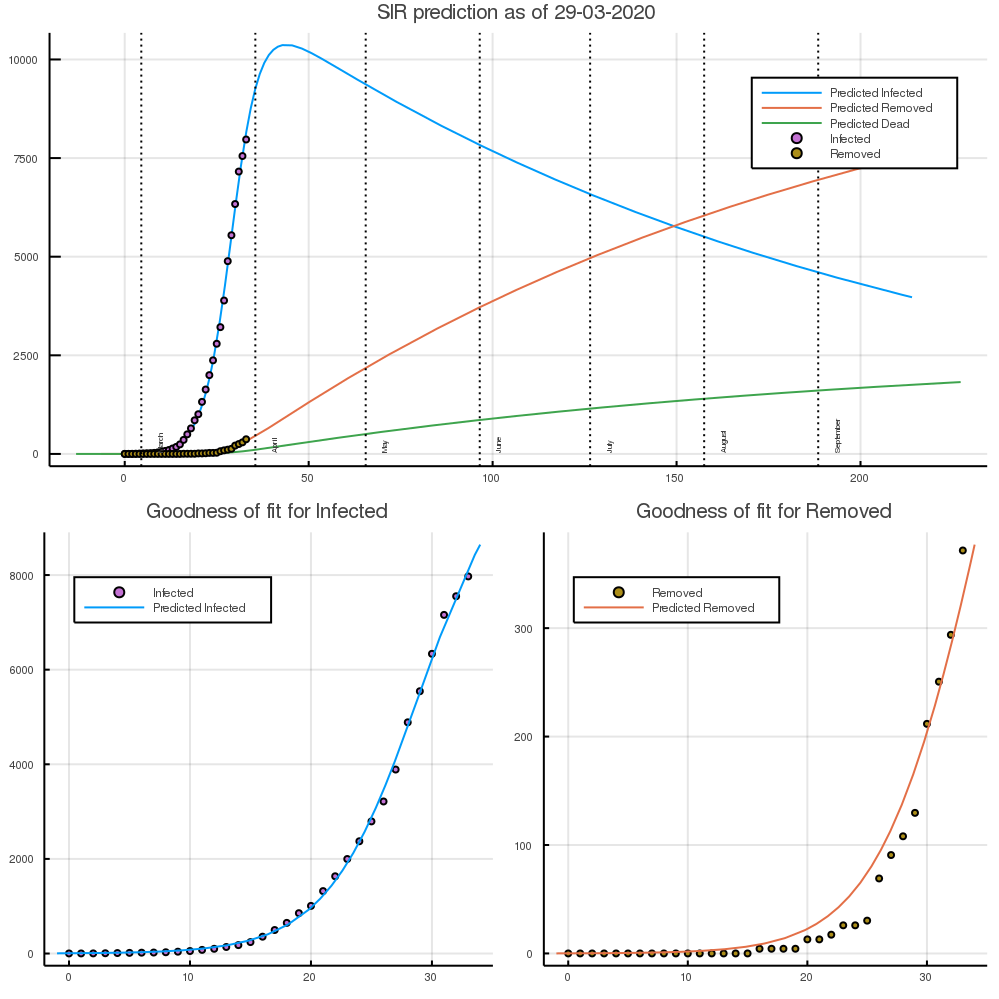 SIR prediction as of 29-03-2020
10000
7500
5000
2500
0
Predicted Infected
Predicted Removed
Predicted Dead
Infected
Removed
April
May
June
July
August
September
0
50
100
150
200
Goodness of fit for Infected
8000
6000
4000
2000
0
Infected
Predicted Infected
0
10
20
30
Goodness of fit for Removed
300
200
100
0
Removed
Predicted Removed
0
10
20
30